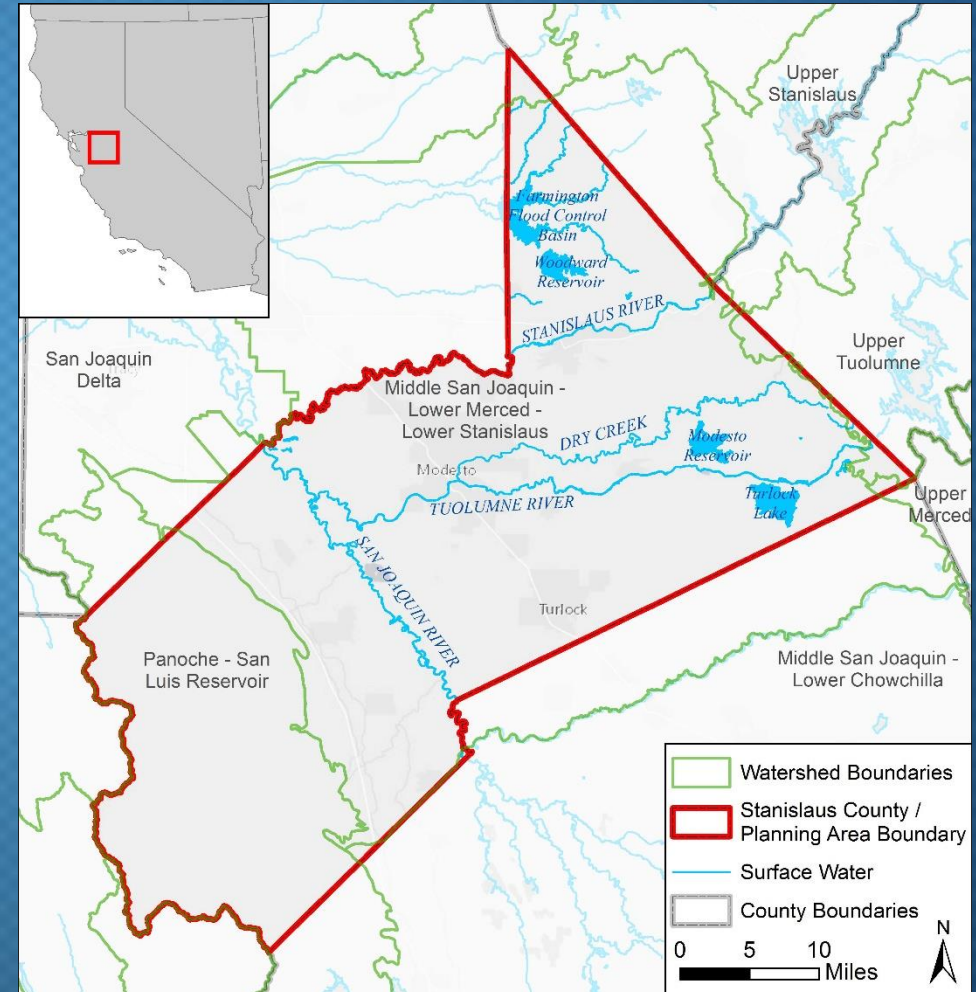 Upper
Stanislaus
Farmington
Flood Control
Basin
Woodward
Reservoir
STANISLAUS RIVER
San Joaquin
Delta
Upper
Tuolumne
Middle San Joaquin -
Lower Merced -
Lower Stanislaus
DRY CREEK
Modesto
Reservoir
Modesto
TUOLUMNE RIVER
Turlock
Lake
Upper
Merced
SAN JOAQUIN RIVER
Turlock
Panoche - San
Luis Reservoir
Middle San Joaquin -
Lower Chowchilla
Watershed Boundaries
Stanislaus County /
Planning Area Boundary
Surface Water
County Boundaries
N
0 5 10
Miles